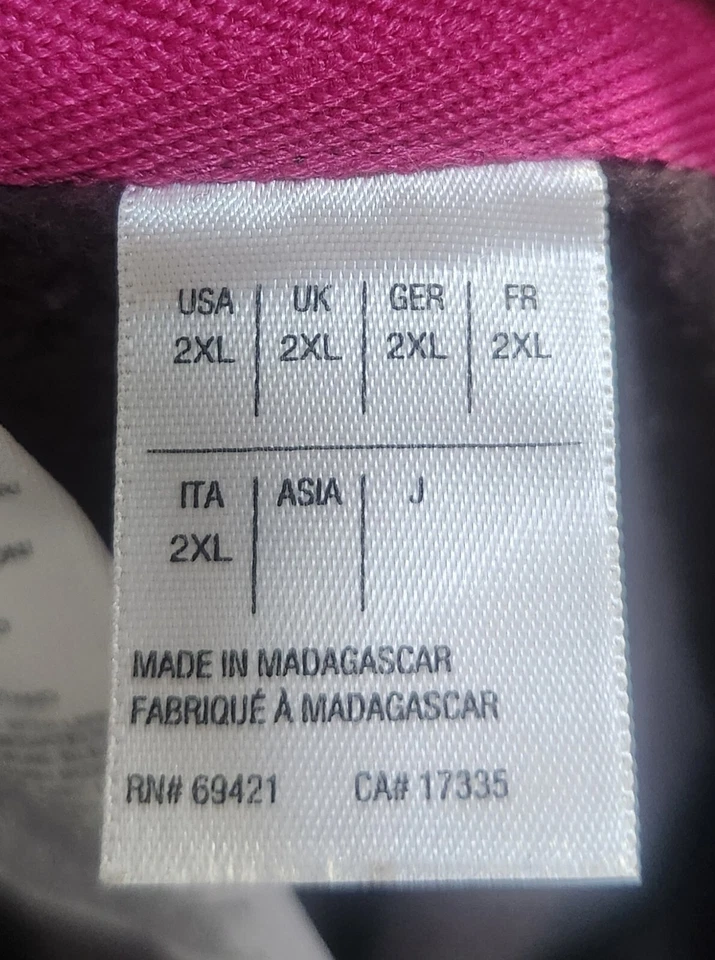 USA UK GER FR
2XL 2XL 2XL 2XL
ITA ASIA J
2XL
MADE IN MADAGASCAR
FABRIQUÉ À MADAGASCAR
RN# 69421 CA# 17335